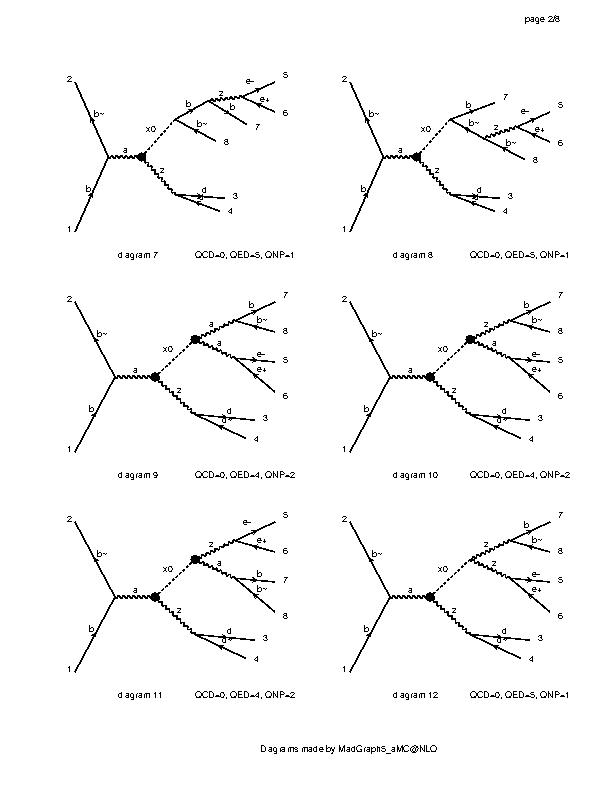 page 2/8
2 b~ b 1 a x0 b z e- 5 e+ 6 b 7 b~ 8 z d 3 4
diagram 7 QCD=0, QED=5, QNP=1
2 b~ b 1 a x0 b 7 b~ z e- 5 e+ 6 b~ 8 z d 3 4
diagram 8 QCD=0, QED=5, QNP=1
2 b~ b 1 a x0 a b 7 b~ 8 a e- 5 e+ 6 z d 3 d~ 4
diagram 9 QCD=0, QED=4, QNP=2
2 b~ b 1 a x0 z b 7 b~ 8 a e- 5 e+ 6 z d 3 d~ 4
diagram 10 QCD=0, QED=4, QNP=2
2 b~ b 1 a x0 z e- 5 e+ 6 a b 7 b~ 8 z d 3 d~ 4
diagram 11 QCD=0, QED=4, QNP=2
2 b~ b 1 a x0 z b 7 b~ 8 z e- 5 e+ 6 z d 3 d~ 4
diagram 12 QCD=0, QED=5, QNP=1
Diagrams made by MadGraph5_aMC@NLO